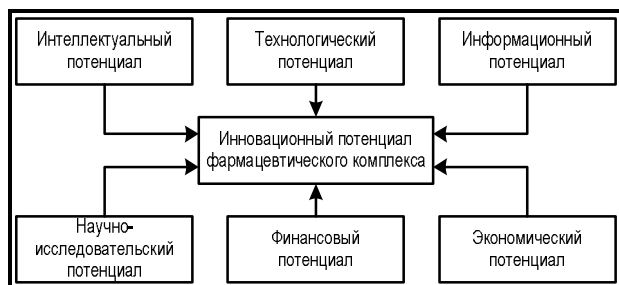 Интеллектуальный
потенциал
Технологический
потенциал
Информационный
потенциал
Инновационный потенциал
фармацевтического комплекса
Научно-
исследовательский
потенциал
Финансовый
потенциал
Экономический
потенциал